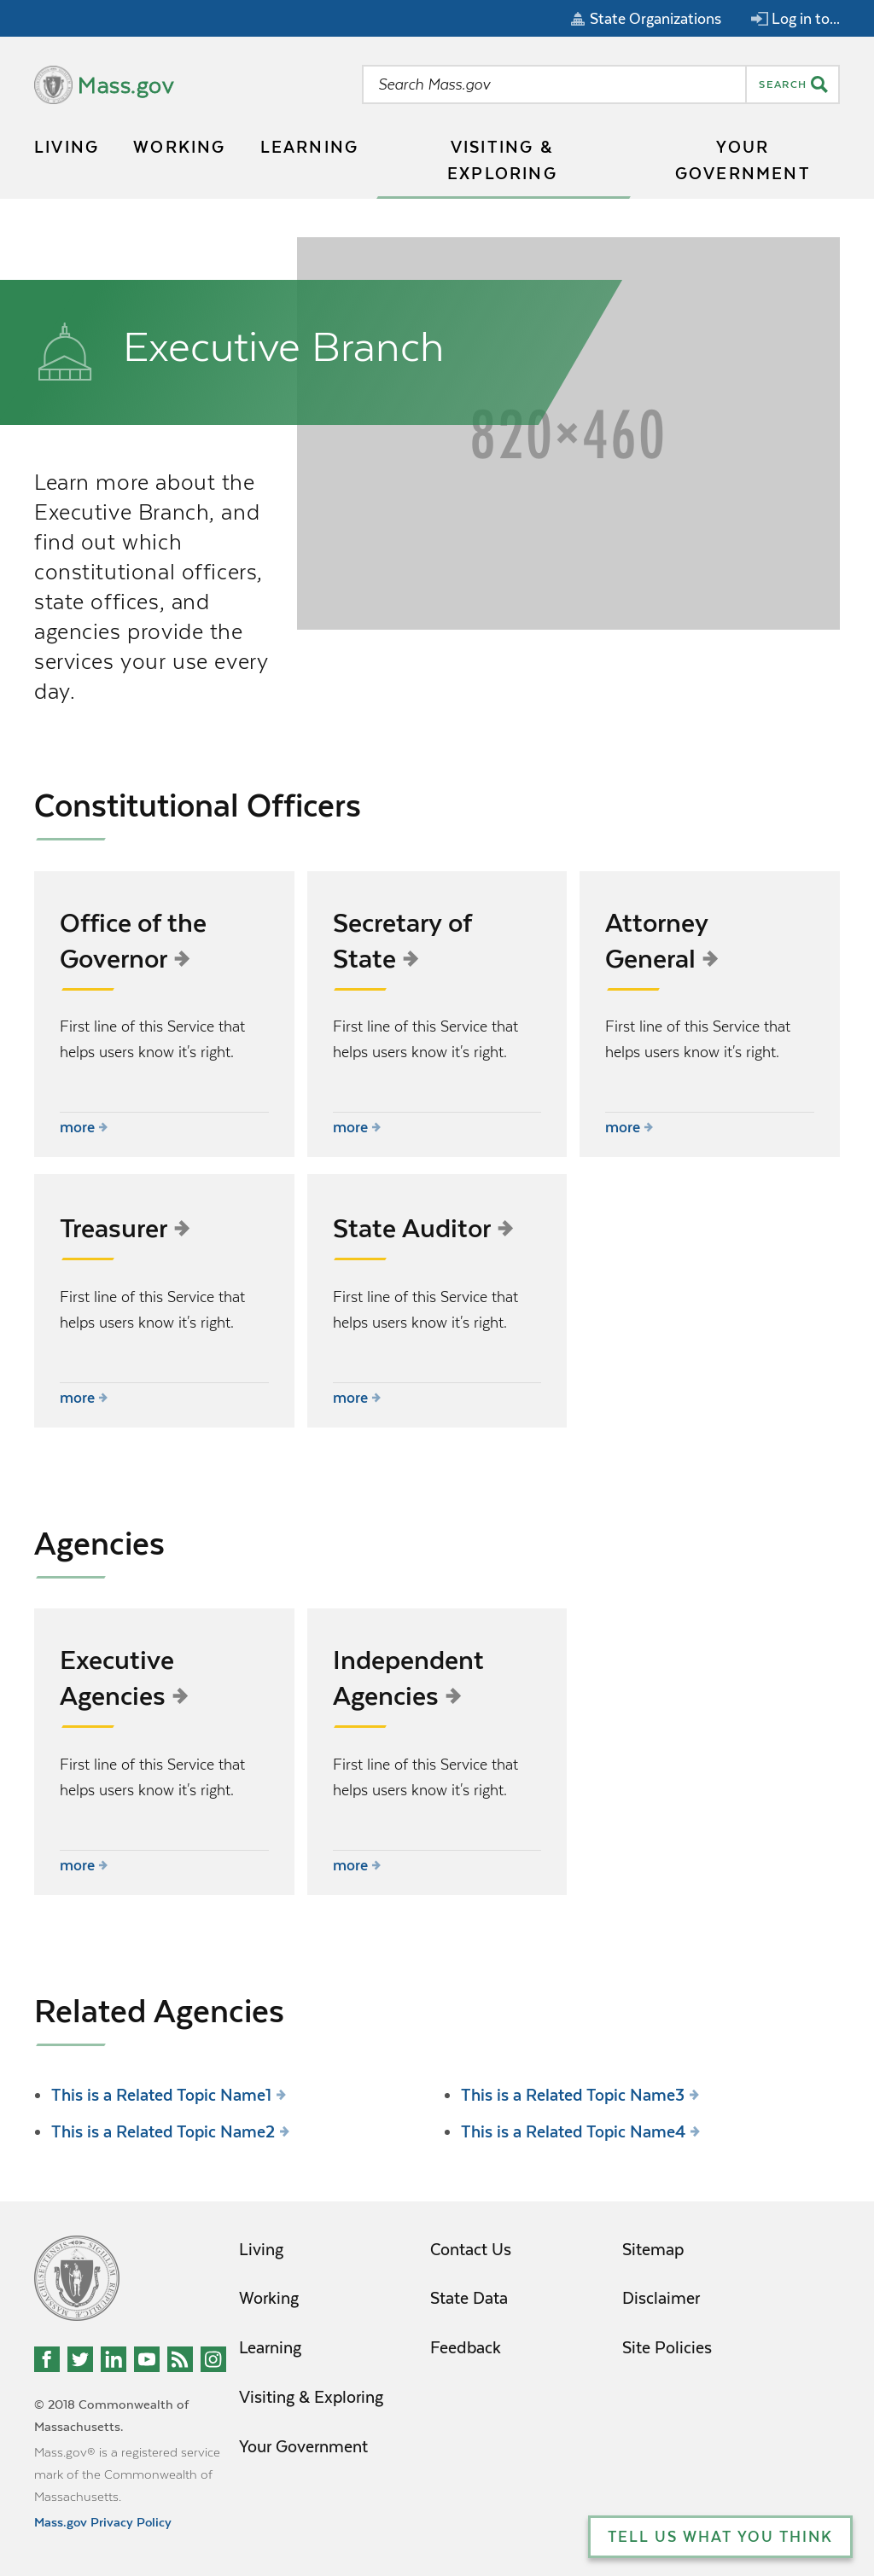 State Organizations
Log in to...
Mass.gov
Search Mass.gov
SEARCH
LIVING
WORKING
LEARNING
VISITING &
EXPLORING
YOUR
GOVERNMENT
Executive Branch
820×460
Learn more about the
Executive Branch, and
find out which
constitutional officers,
state offices, and
agencies provide the
services your use every
day.
Constitutional Officers
Office of the
Governor
First line of this Service that
helps users know it's right.
more
Secretary of
State
First line of this Service that
helps users know it's right.
more
Attorney
General
First line of this Service that
helps users know it's right.
more
Treasurer
First line of this Service that
helps users know it's right.
more
State Auditor
First line of this Service that
helps users know it's right.
more
Agencies
Executive
Agencies
First line of this Service that
helps users know it's right.
more
Independent
Agencies
First line of this Service that
helps users know it's right.
more
Related Agencies
This is a Related Topic Name1
This is a Related Topic Name2
This is a Related Topic Name3
This is a Related Topic Name4
Living
Working
Learning
Visiting & Exploring
Your Government
Contact Us
State Data
Feedback
Sitemap
Disclaimer
Site Policies
© 2018 Commonwealth of
Massachusetts.
Mass.gov® is a registered service
mark of the Commonwealth of
Massachusetts.
Mass.gov Privacy Policy
TELL US WHAT YOU THINK